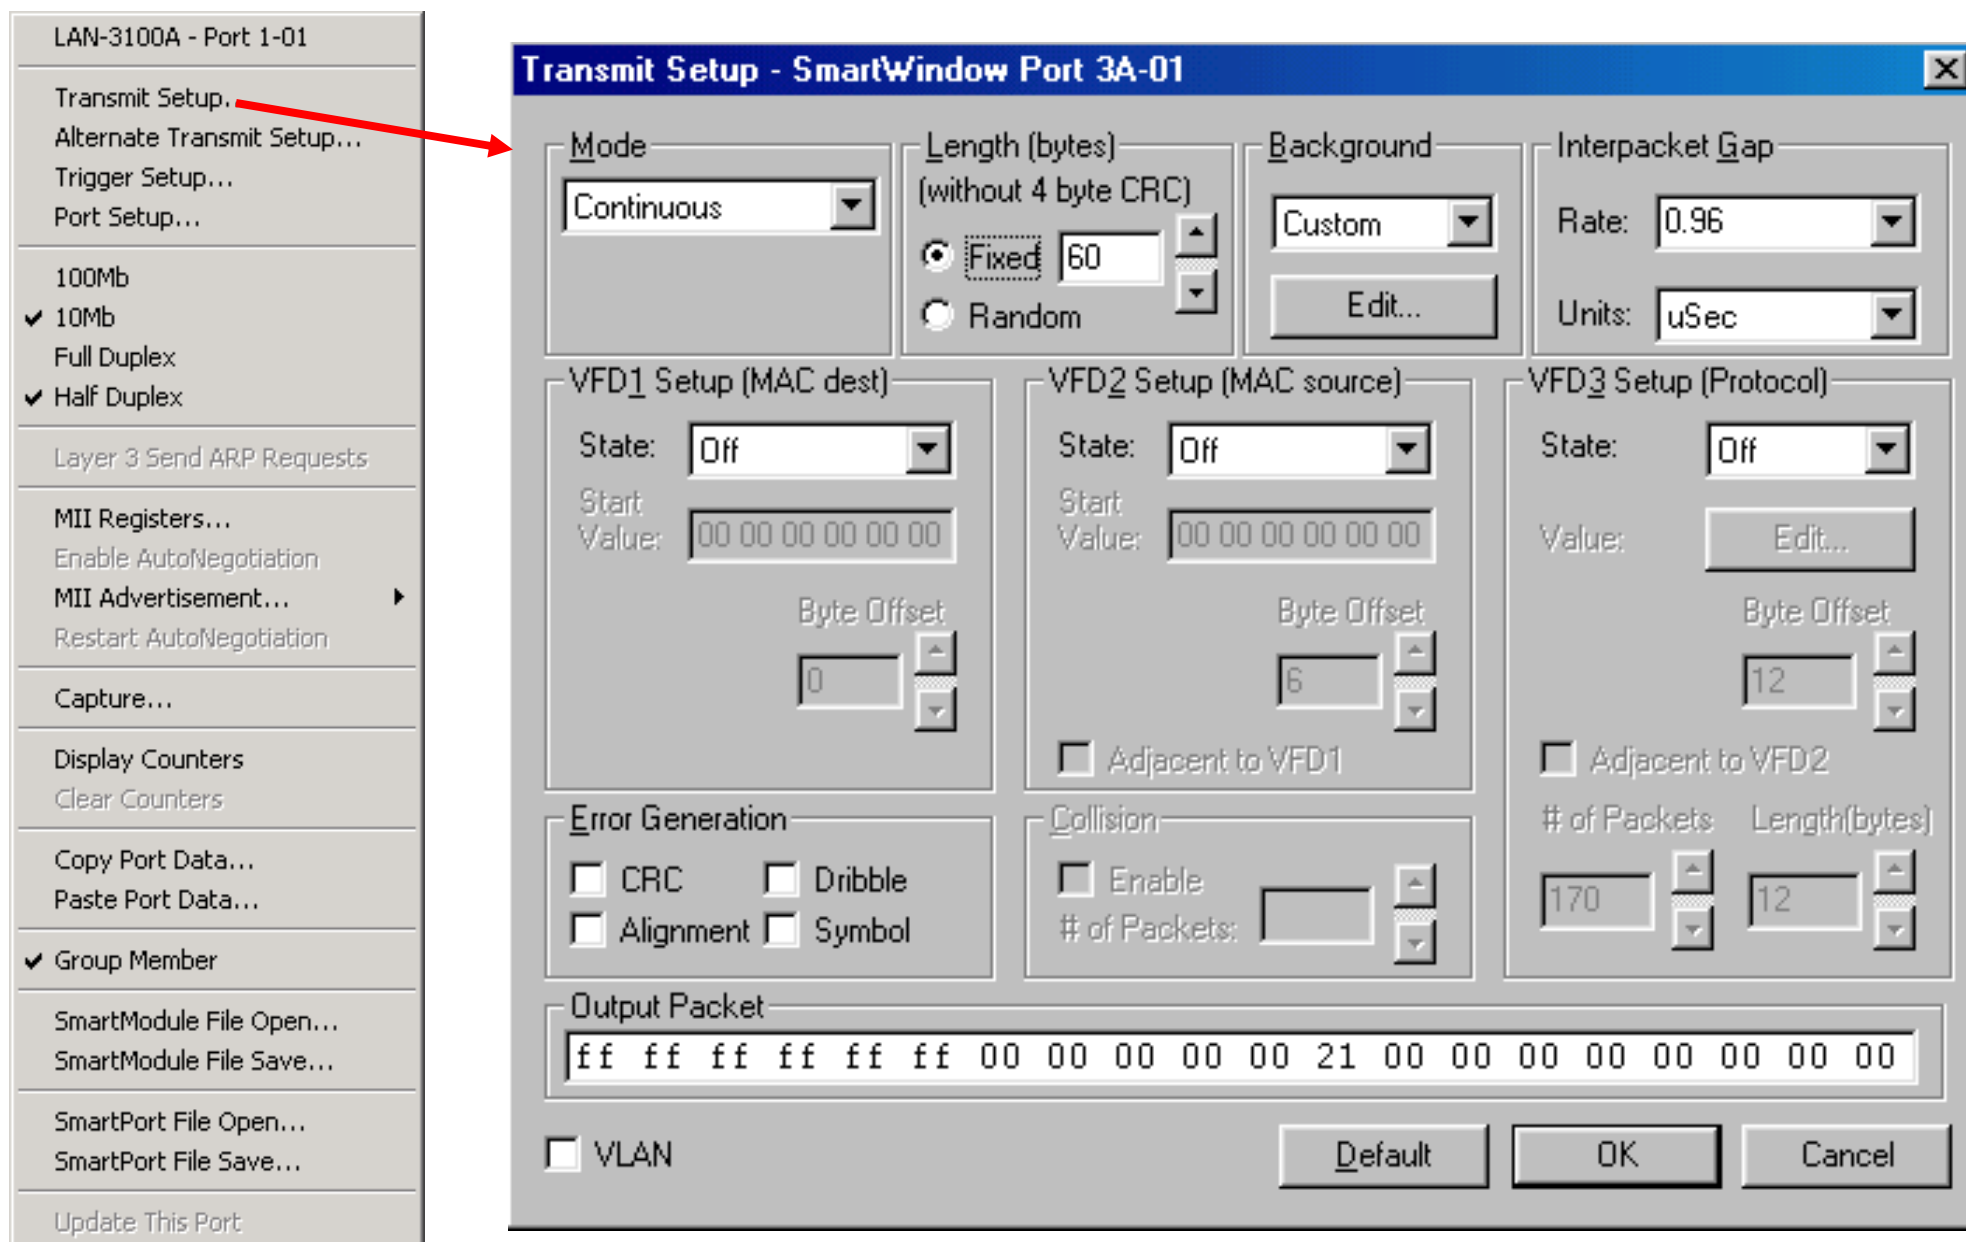 LAN-3100A - Port 1-01
Transmit Setup.
Alternate Transmit Setup...
Trigger Setup...
Port Setup...
100Mb
10Mb
Full Duplex
Half Duplex
Layer 3 Send ARP Requests
MII Registers...
Enable AutoNegotiation
MII Advertisement...
Restart AutoNegotiation
Capture...
Display Counters
Clear Counters
Copy Port Data...
Paste Port Data...
Group Member
SmartModule File Open...
SmartModule File Save...
SmartPort File Open...
SmartPort File Save...
Update This Port
Transmit Setup - SmartWindow Port 3A-01
Mode
Continuous
Length (bytes)
(without 4 byte CRC)
Fixed 60
Random
Background
Custom
Edit...
Interpacket Gap
Rate: 0.96
Units: uSec
VFD1 Setup (MAC dest)
State: Off
Start
Value: 00 00 00 00 00 00
Byte Offset
0
VFD2 Setup (MAC source)
State: Off
Start
Value: 00 00 00 00 00 00
Byte Offset
6
Adjacent to VFD1
VFD3 Setup (Protocol)
State: Off
Value: Edit...
Byte Offset
12
Adjacent to VFD2
# of Packets Length(bytes)
170 12
Error Generation
CRC Dribble
Alignment Symbol
Collision
Enable
# of Packets:
Output Packet
ff ff ff ff ff ff 00 00 00 00 00 21 00 00 00 00 00 00 00 00
VLAN
Default OK Cancel